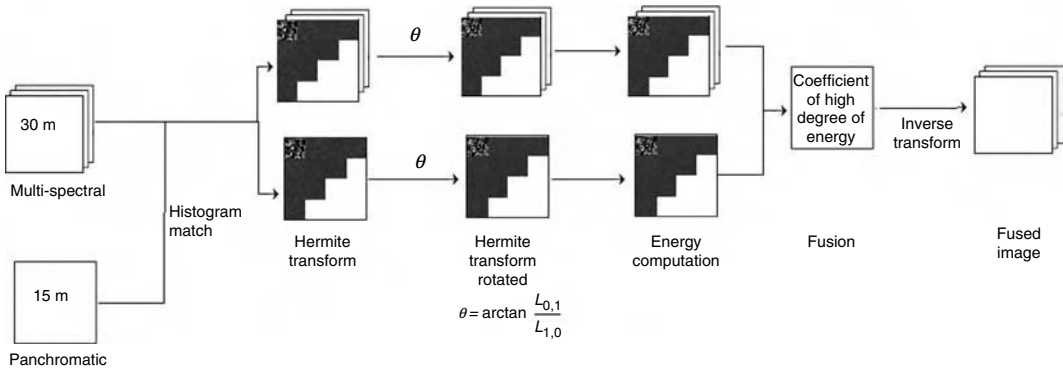 θ
30 m
Multi-spectral
Histogram
match
15 m
Panchromatic
θ
Hermite
transform
Hermite
transform
rotated
θ = arctan L0,1
L1,0
Energy
computation
Coefficient
of high
degree of
energy
Fusion
Inverse
transform
Fused
image